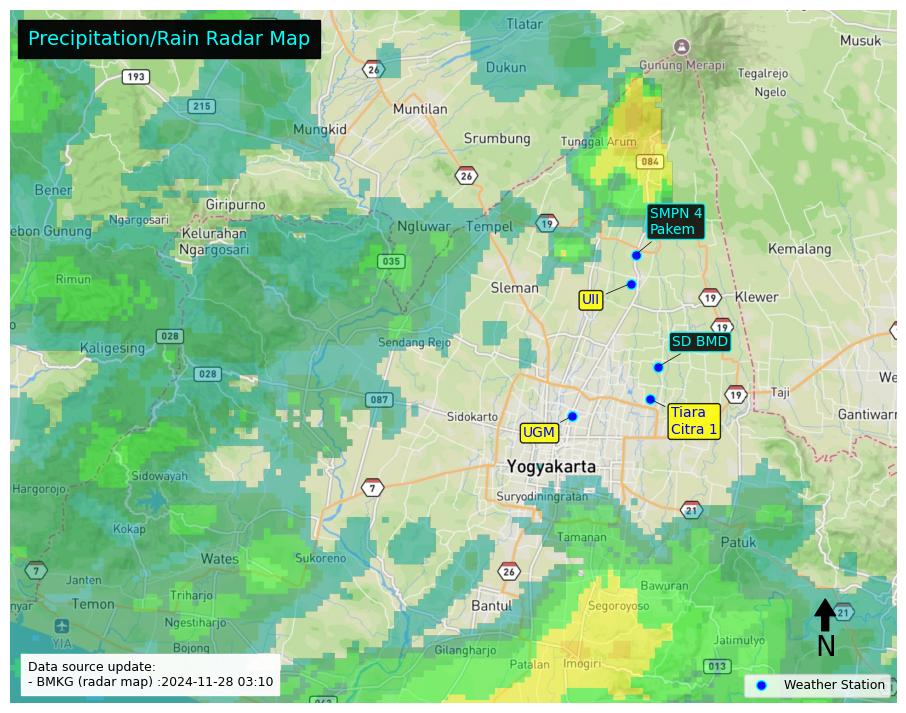 Precipitation/Rain Radar Map
Tlatar
Musuk
26
193
Dukun
Gunung Merapi
Tegalrejo
Ngelo
215
Muntilan
Mungkid
Srumbung
Tunggal Arum
084
26
Bener
Giripurno
SMPN 4
Pakem
Ngargosari
19
Ngluwar
Tempel
ebon Gunung
Kelurahan
Ngargosari
Kemalang
035
Rimun
Sleman
UII
19
Klewer
19
028
Sendang Rejo
SD BMD
Kaligesing
028
087
19
Taji
We
Sidokarto
Tiara
Citra 1
Gantiwarr
UGM
Yogyakarta
Sidowayah
Hargorojo
7
Suryodiningratan
21
Kokap
Tamanan
Patuk
Wates
Sukoreno
7
Janten
26
Bawuran
nyar
Temon
Triharjo
Bantul
Segoroyoso
21
Ngestiharjo
YIA
N
Jatimulyo
Bojong
Gilangharjo
Patalan
Imogiri
013
Data source update:
- BMKG (radar map) :2024-11-28 03:10
Weather Station